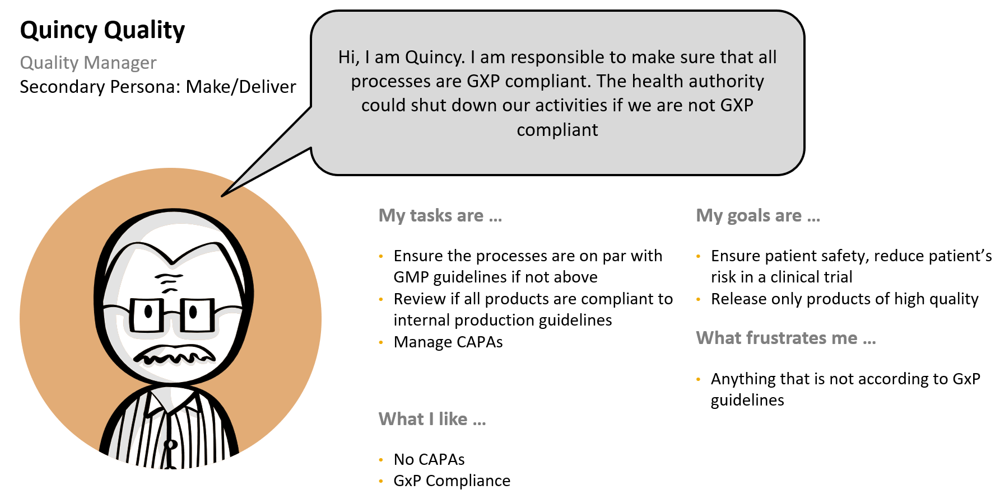 Quincy Quality
Quality Manager
Secondary Persona: Make/Deliver
Hi, I am Quincy. I am responsible to make sure that all
processes are GXP compliant. The health authority
could shut down our activities if we are not GXP
compliant
My tasks are …
• Ensure the processes are on par with
GMP guidelines if not above
• Review if all products are compliant to
internal production guidelines
• Manage CAPAs
What I like …
• No CAPAs
• GxP Compliance
My goals are …
• Ensure patient safety, reduce patient’s
risk in a clinical trial
• Release only products of high quality
What frustrates me …
• Anything that is not according to GxP
guidelines